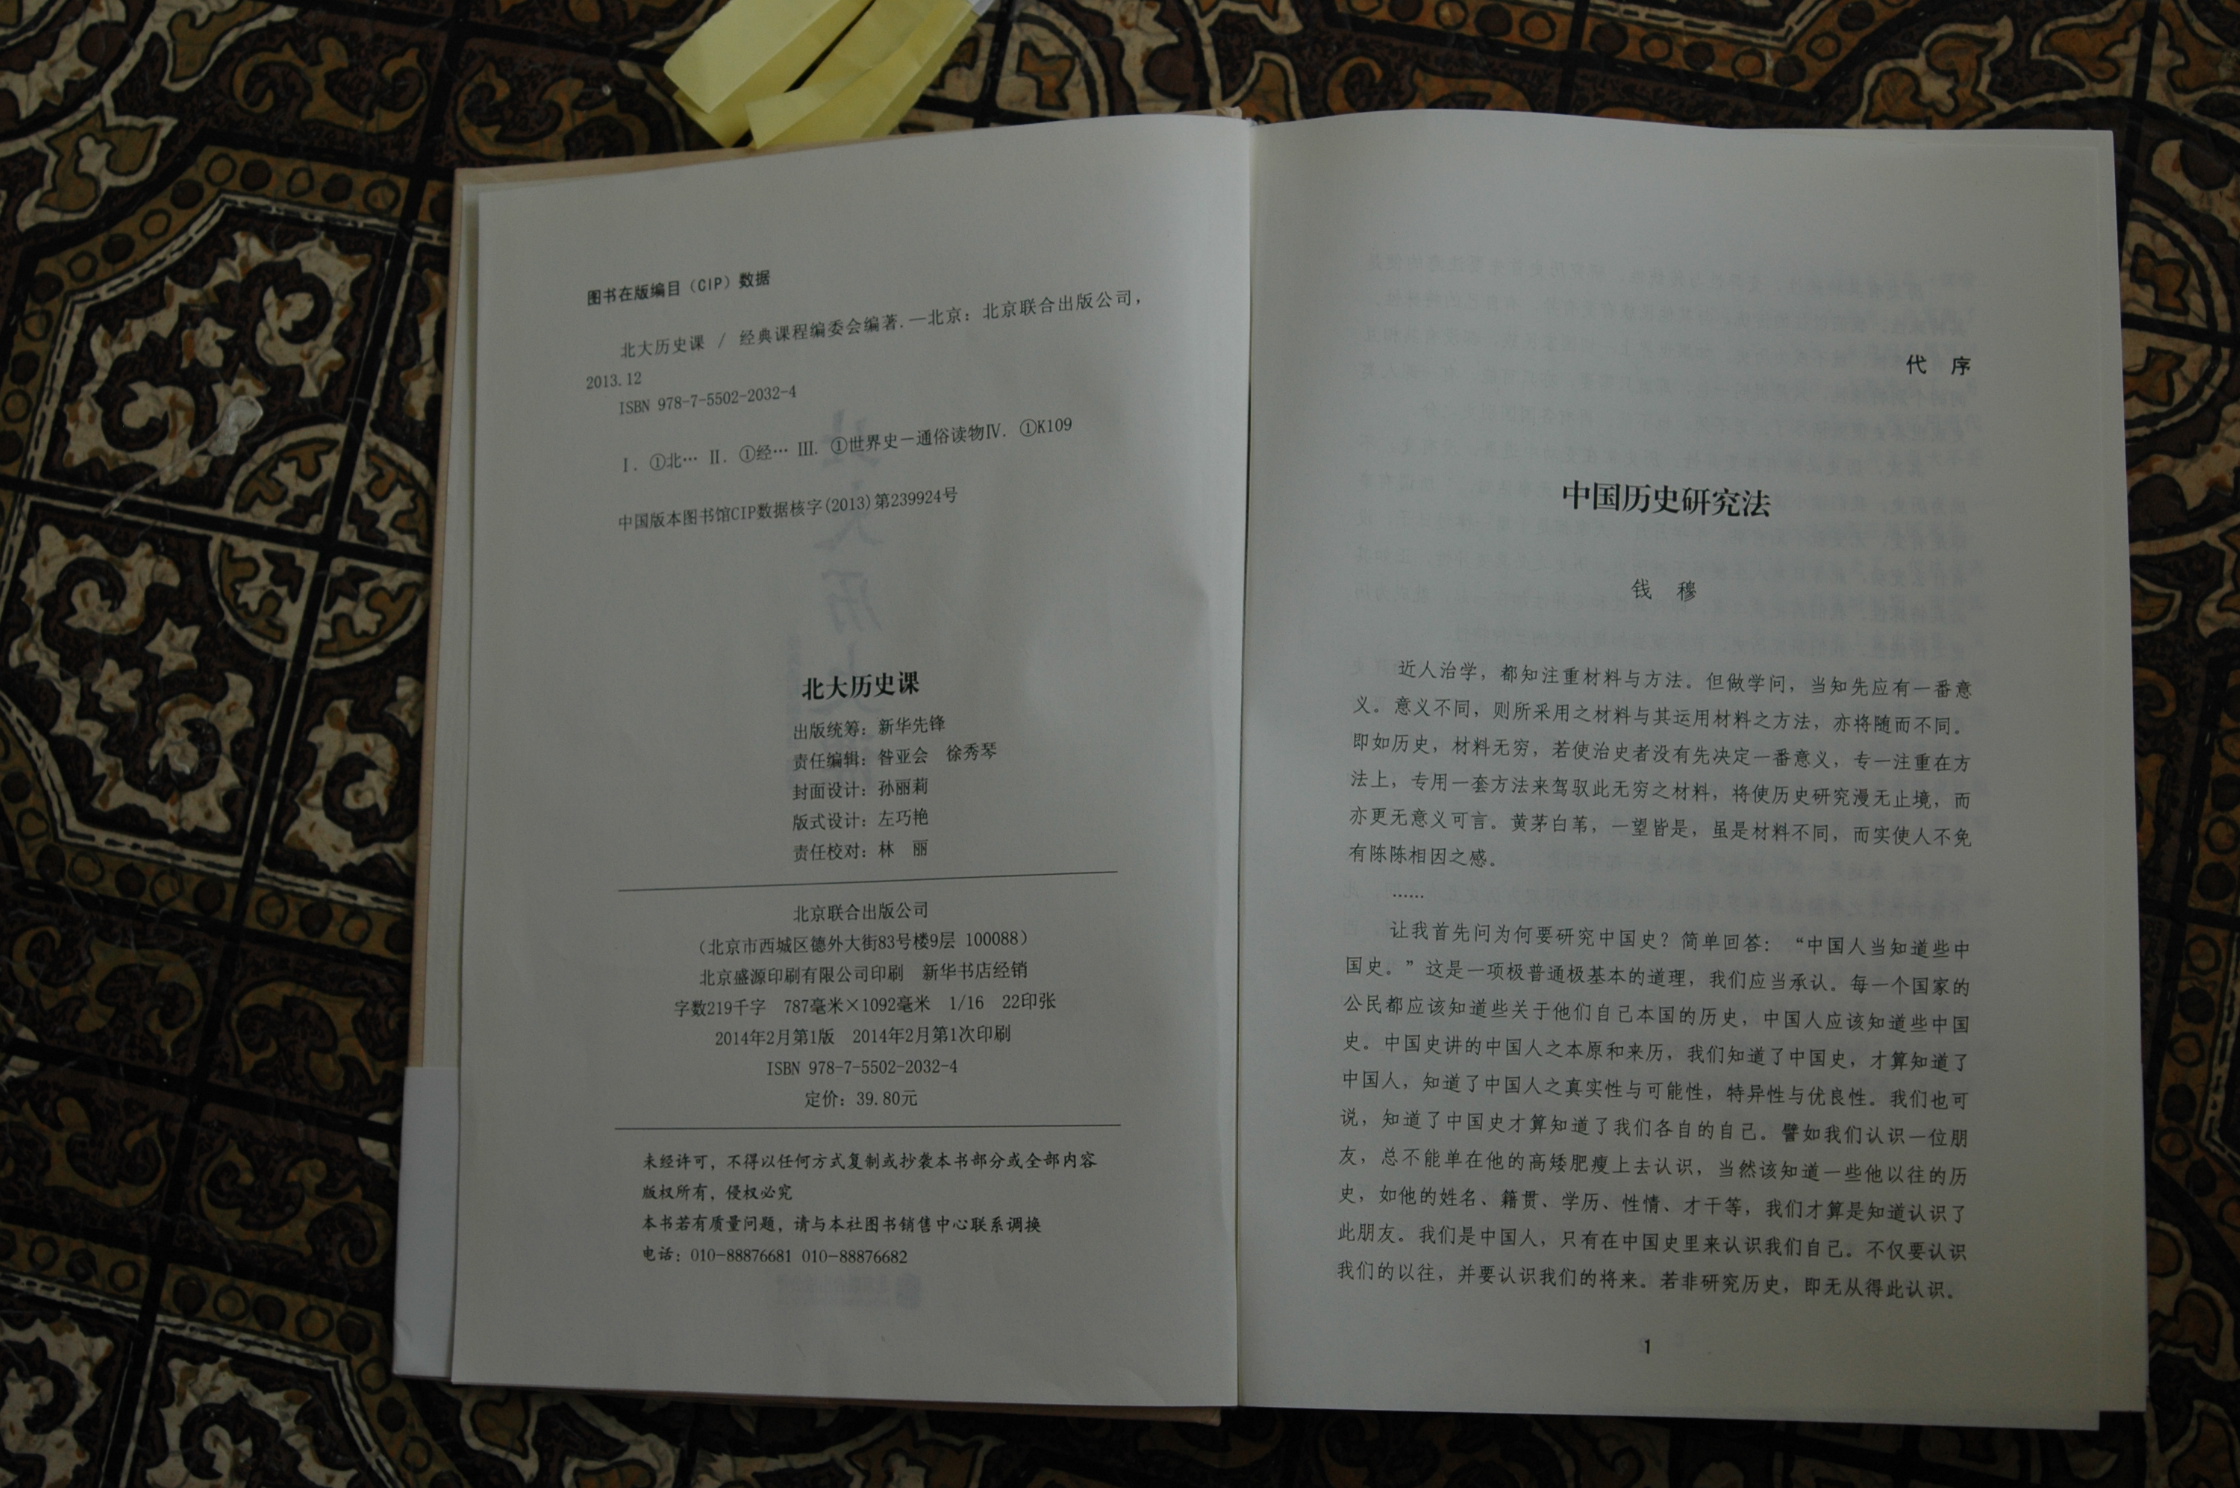 图书在版编目（CIP）数据
北大历史课 / 经典课程编委会编著. —北京：北京联合出版公司，
2013.12
ISBN 978-7-5502-2032-4
Ⅰ. ①北… Ⅱ. ①经… Ⅲ. ①世界史－通俗读物Ⅳ. ①K109
中国版本图书馆CIP数据核字(2013)第239924号
北大历史课
出版统筹：新华先锋
责任编辑：昝亚会 徐秀琴
封面设计：孙丽莉
版式设计：左巧艳
责任校对：林 丽
北京联合出版公司
（北京市西城区德外大街83号楼9层 100088）
北京盛源印刷有限公司印刷 新华书店经销
字数219千字 787毫米×1092毫米 1/16 22印张
2014年2月第1版 2014年2月第1次印刷
ISBN 978-7-5502-2032-4
定价：39.80元
未经许可，不得以任何方式复制或抄袭本书部分或全部内容
版权所有，侵权必究
本书若有质量问题，请与本社图书销售中心联系调换
电话：010-88876681 010-88876682
代 序
中国历史研究法
钱 穆
近人治学，都知注重材料与方法。但做学问，当知先应有一番意
义。意义不同，则所采用之材料与其运用材料之方法，亦将随而不同。
即如历史，材料无穷，若使治史者没有先决定一番意义，专一注重在方
法上，专用一套方法来驾驭此无穷之材料，将使历史研究漫无止境，而
亦更无意义可言。黄茅白苇，一望皆是，虽是材料不同，而实使人不免
有陈陈相因之感。
……
让我首先问为何要研究中国史？简单回答：“中国人当知道些中
国史。”这是一项极普通极基本的道理，我们应当承认。每一个国家的
公民都应该知道些关于他们自己本国的历史，中国人应该知道些中国
史。中国史讲的中国人之本原和来历，我们知道了中国史，才算知道了
中国人，知道了中国人之真实性与可能性，特异性与优良性。我们也可
说，知道了中国史才算知道了我们各自的自己。譬如我们认识一位朋
友，总不能单在他的高矮肥瘦上去认识，当然该知道一些他以往的历
史，如他的姓名、籍贯、学历、性情、才干等，我们才算是知道认识了
此朋友。我们是中国人，只有在中国史里来认识我们自己。不仅要认识
我们的以往，并要认识我们的将来。若非研究历史，即无从得此认识。
1